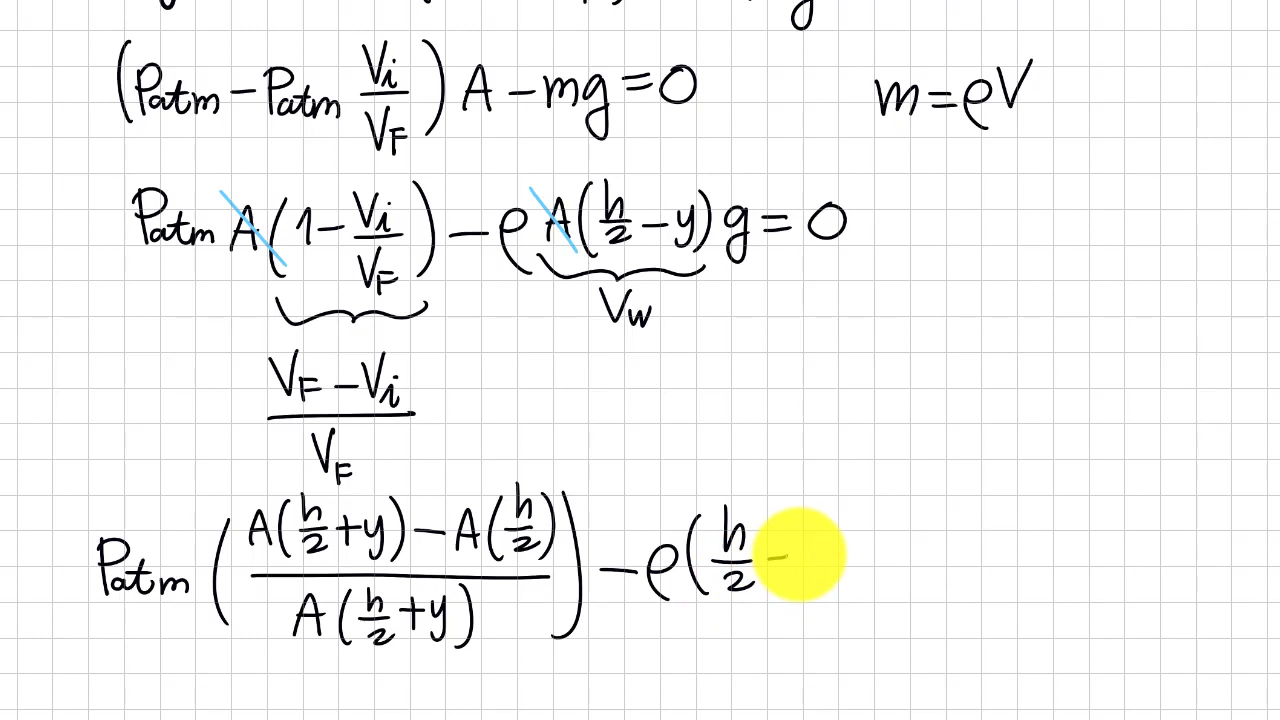 (Patm − Patm Vi/VF) A − mg = 0 m = ρV
Patm A(1 − Vi/VF) − ρ A(h/2 − y) g = 0
Vw
VF − Vi / VF
Patm (A(h/2 + y) − A(h/2) / A(h/2 + y)) − ρ(h/2 −